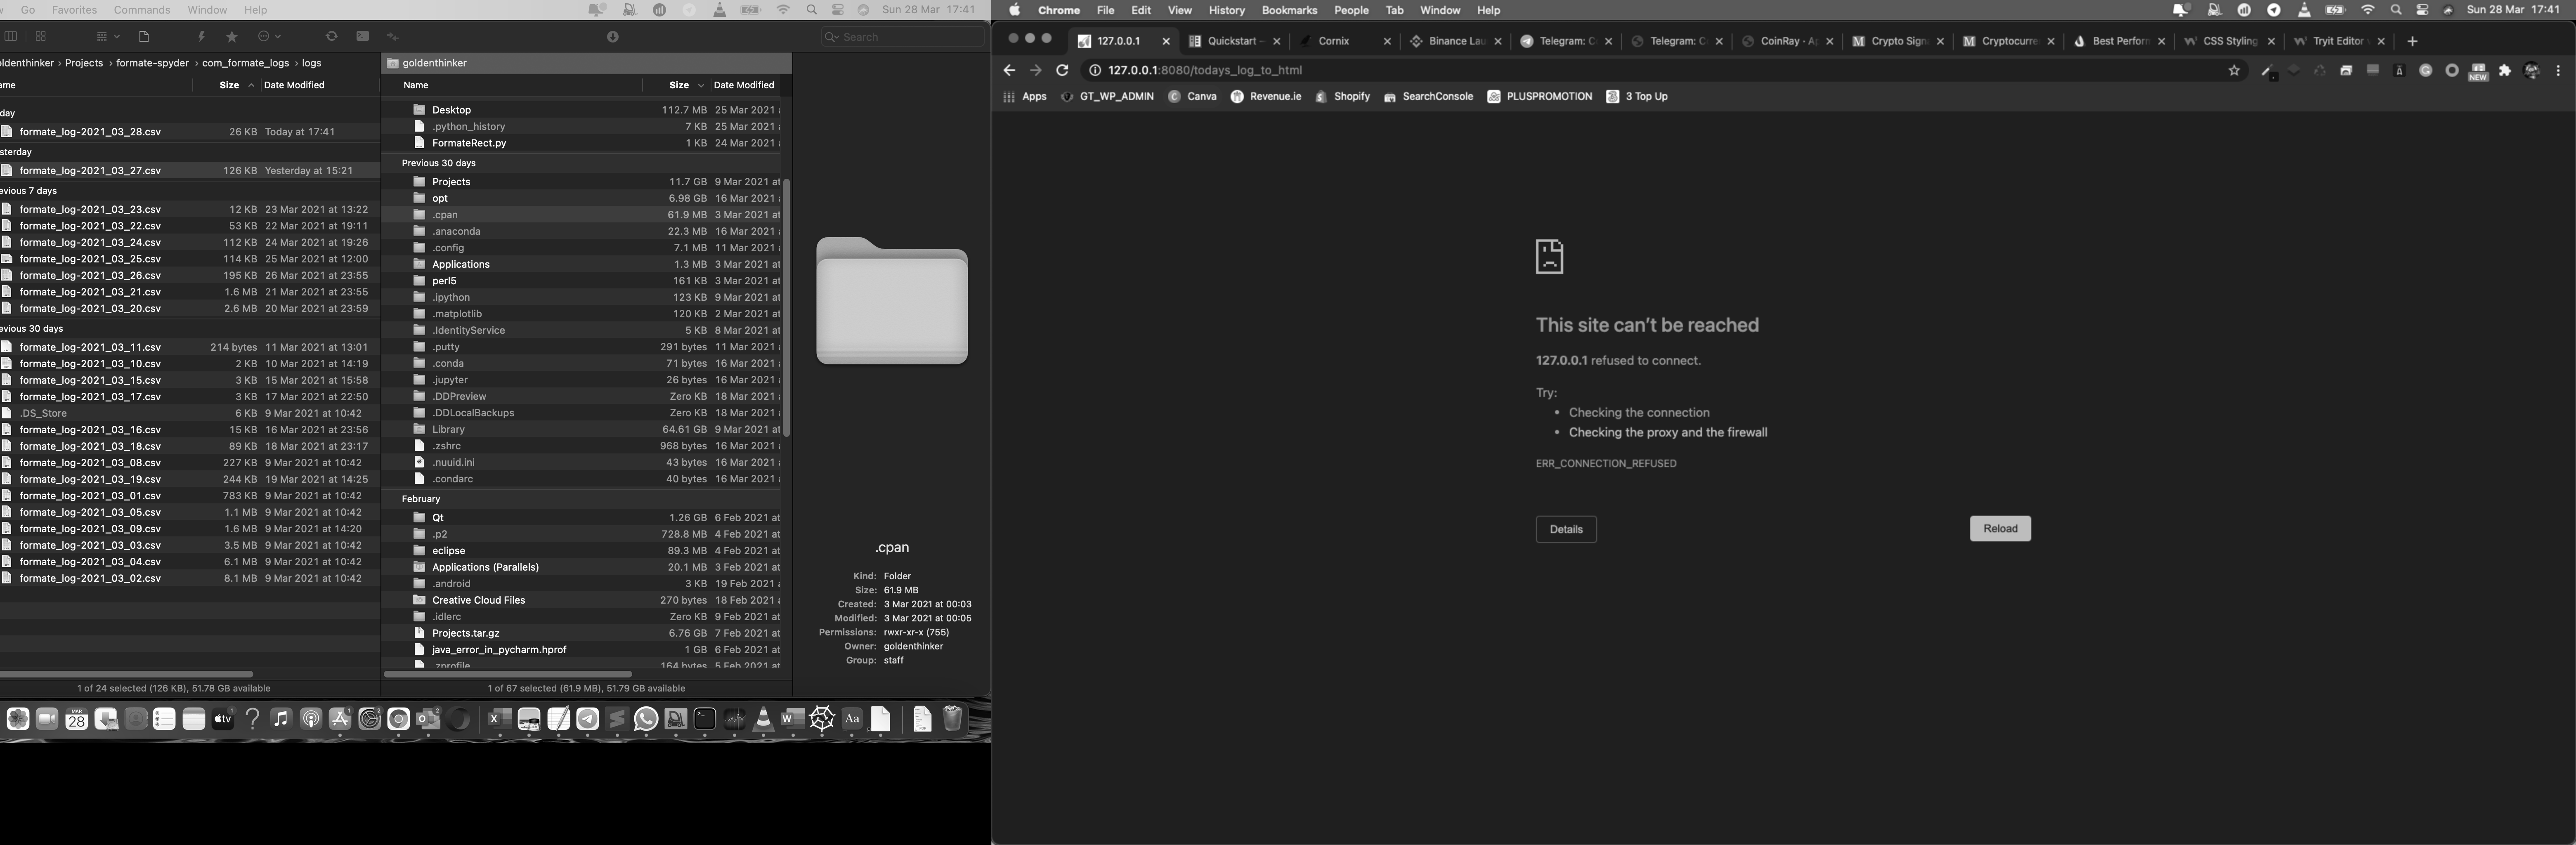 Go Favorites Commands Window Help Sun 28 Mar 17:41
Search
ldenthinker › Projects › formate-spyder › com_formate_logs › logs
ame Size Date Modified
day
formate_log-2021_03_28.csv 26 KB Today at 17:41
sterday
formate_log-2021_03_27.csv 126 KB Yesterday at 15:21
evious 7 days
formate_log-2021_03_23.csv 12 KB 23 Mar 2021 at 13:22
formate_log-2021_03_22.csv 53 KB 22 Mar 2021 at 19:11
formate_log-2021_03_24.csv 112 KB 24 Mar 2021 at 19:26
formate_log-2021_03_25.csv 114 KB 25 Mar 2021 at 12:00
formate_log-2021_03_26.csv 195 KB 26 Mar 2021 at 23:55
formate_log-2021_03_21.csv 1.6 MB 21 Mar 2021 at 23:55
formate_log-2021_03_20.csv 2.6 MB 20 Mar 2021 at 23:59
evious 30 days
formate_log-2021_03_11.csv 214 bytes 11 Mar 2021 at 13:01
formate_log-2021_03_10.csv 2 KB 10 Mar 2021 at 14:19
formate_log-2021_03_15.csv 3 KB 15 Mar 2021 at 15:58
formate_log-2021_03_17.csv 3 KB 17 Mar 2021 at 22:50
.DS_Store 6 KB 9 Mar 2021 at 10:42
formate_log-2021_03_16.csv 15 KB 16 Mar 2021 at 23:56
formate_log-2021_03_18.csv 89 KB 18 Mar 2021 at 23:17
formate_log-2021_03_08.csv 227 KB 9 Mar 2021 at 10:42
formate_log-2021_03_19.csv 244 KB 19 Mar 2021 at 14:25
formate_log-2021_03_01.csv 783 KB 9 Mar 2021 at 10:42
formate_log-2021_03_05.csv 1.1 MB 9 Mar 2021 at 10:42
formate_log-2021_03_09.csv 1.6 MB 9 Mar 2021 at 14:20
formate_log-2021_03_03.csv 3.5 MB 9 Mar 2021 at 10:42
formate_log-2021_03_04.csv 6.1 MB 9 Mar 2021 at 10:42
formate_log-2021_03_02.csv 8.1 MB 9 Mar 2021 at 10:42
1 of 24 selected (126 KB), 51.78 GB available
goldenthinker
Name Size Date Modified
Desktop 112.7 MB 25 Mar 2021
.python_history 7 KB 25 Mar 2021
FormateRect.py 1 KB 24 Mar 2021
Previous 30 days
Projects 11.7 GB 9 Mar 2021 at
opt 6.98 GB 16 Mar 2021
.cpan 61.9 MB 3 Mar 2021 at
.anaconda 22.3 MB 16 Mar 2021
.config 7.1 MB 11 Mar 2021
Applications 1.3 MB 3 Mar 2021 at
perl5 161 KB 3 Mar 2021 at
.ipython 123 KB 9 Mar 2021 at
.matplotlib 120 KB 2 Mar 2021 at
.IdentityService 5 KB 8 Mar 2021 at
.putty 291 bytes 11 Mar 2021
.conda 71 bytes 16 Mar 2021
.jupyter 26 bytes 16 Mar 2021
.DDPreview Zero KB 18 Mar 2021
.DDLocalBackups Zero KB 18 Mar 2021
Library 64.61 GB 9 Mar 2021 at
.zshrc 968 bytes 16 Mar 2021
.nuuid.ini 43 bytes 16 Mar 2021
.condarc 40 bytes 16 Mar 2021
February
Qt 1.26 GB 6 Feb 2021 at
.p2 728.8 MB 4 Feb 2021 at
eclipse 89.3 MB 4 Feb 2021 at
Applications (Parallels) 20.1 MB 3 Feb 2021 at
.android 3 KB 19 Feb 2021
Creative Cloud Files 270 bytes 18 Feb 2021
.idlerc Zero KB 9 Feb 2021 at
Projects.tar.gz 6.76 GB 7 Feb 2021 at
java_error_in_pycharm.hprof 1 GB 6 Feb 2021 at
.zprofile 164 bytes 5 Feb 2021 at
1 of 67 selected (61.9 MB), 51.79 GB available
.cpan
Kind: Folder
Size: 61.9 MB
Created: 3 Mar 2021 at 00:03
Modified: 3 Mar 2021 at 00:05
Permissions: rwxr-xr-x (755)
Owner: goldenthinker
Group: staff
MAR
28
tv
Aa
Chrome File Edit View History Bookmarks People Tab Window Help Sun 28 Mar 17:41
127.0.0.1 Quickstart – Cornix Binance Lau Telegram: C Telegram: C CoinRay · A Crypto Sign Cryptocurre Best Perform CSS Styling Tryit Editor
127.0.0.1:8080/todays_log_to_html
NEW
Apps GT_WP_ADMIN Canva Revenue.ie Shopify SearchConsole PLUSPROMOTION 3 Top Up
This site can't be reached
127.0.0.1 refused to connect.
Try:
• Checking the connection
• Checking the proxy and the firewall
ERR_CONNECTION_REFUSED
Details Reload